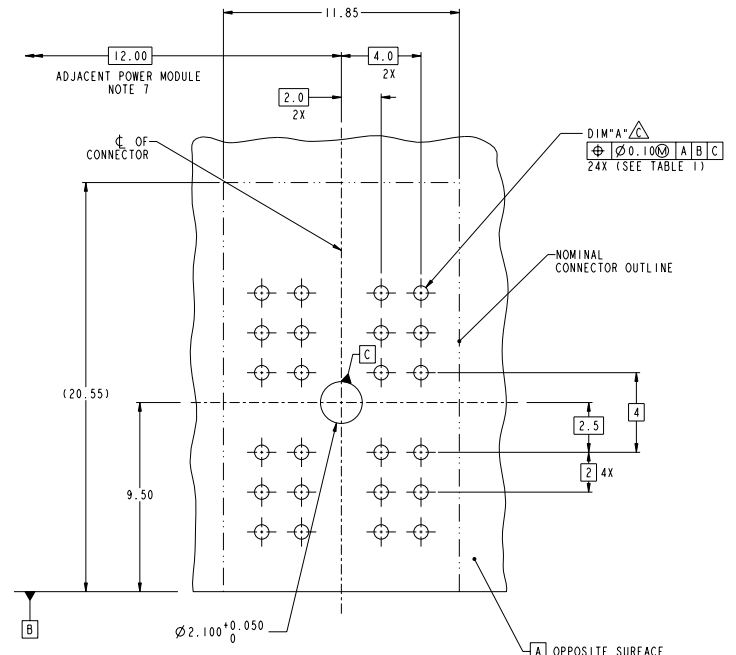 11.85
12.00
4.0
ADJACENT POWER MODULE
2X
NOTE 7
2.0
2X
DIM"A" C
℄ OF
CONNECTOR
⌖ Ø0.10Ⓜ A B C
24X (SEE TABLE 1)
NOMINAL
CONNECTOR OUTLINE
C
(20.55)
4
2.5
2 4X
9.50
Ø2.100 +0.050
0
B
A OPPOSITE SURFACE